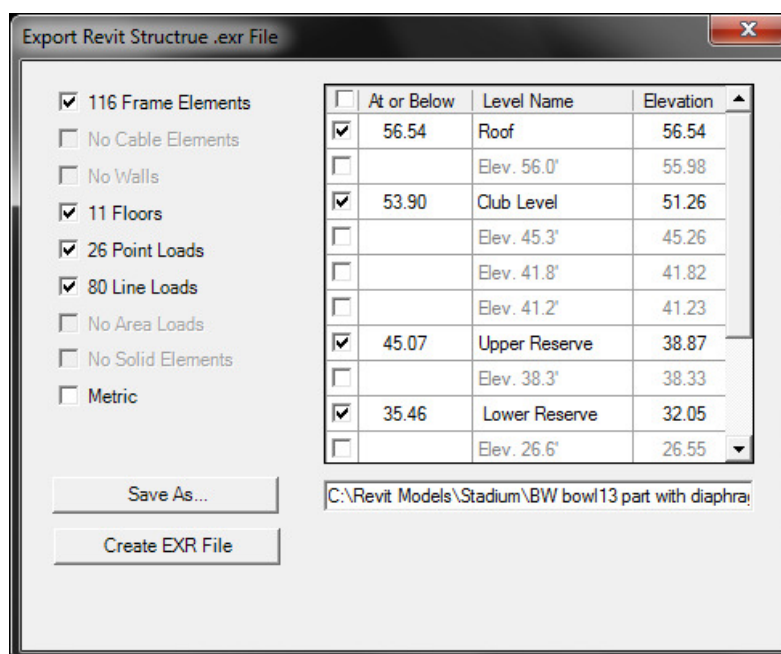 Export Revit Structrue .exr File
116 Frame Elements
No Cable Elements
No Walls
11 Floors
26 Point Loads
80 Line Loads
No Area Loads
No Solid Elements
Metric
At or Below Level Name Elevation
56.54 Roof 56.54
Elev. 56.0' 55.98
53.90 Club Level 51.26
Elev. 45.3' 45.26
Elev. 41.8' 41.82
Elev. 41.2' 41.23
45.07 Upper Reserve 38.87
Elev. 38.3' 38.33
35.46 Lower Reserve 32.05
Elev. 26.6' 26.55
Save As...
C:\Revit Models\Stadium\BW bowl13 part with diaphra
Create EXR File